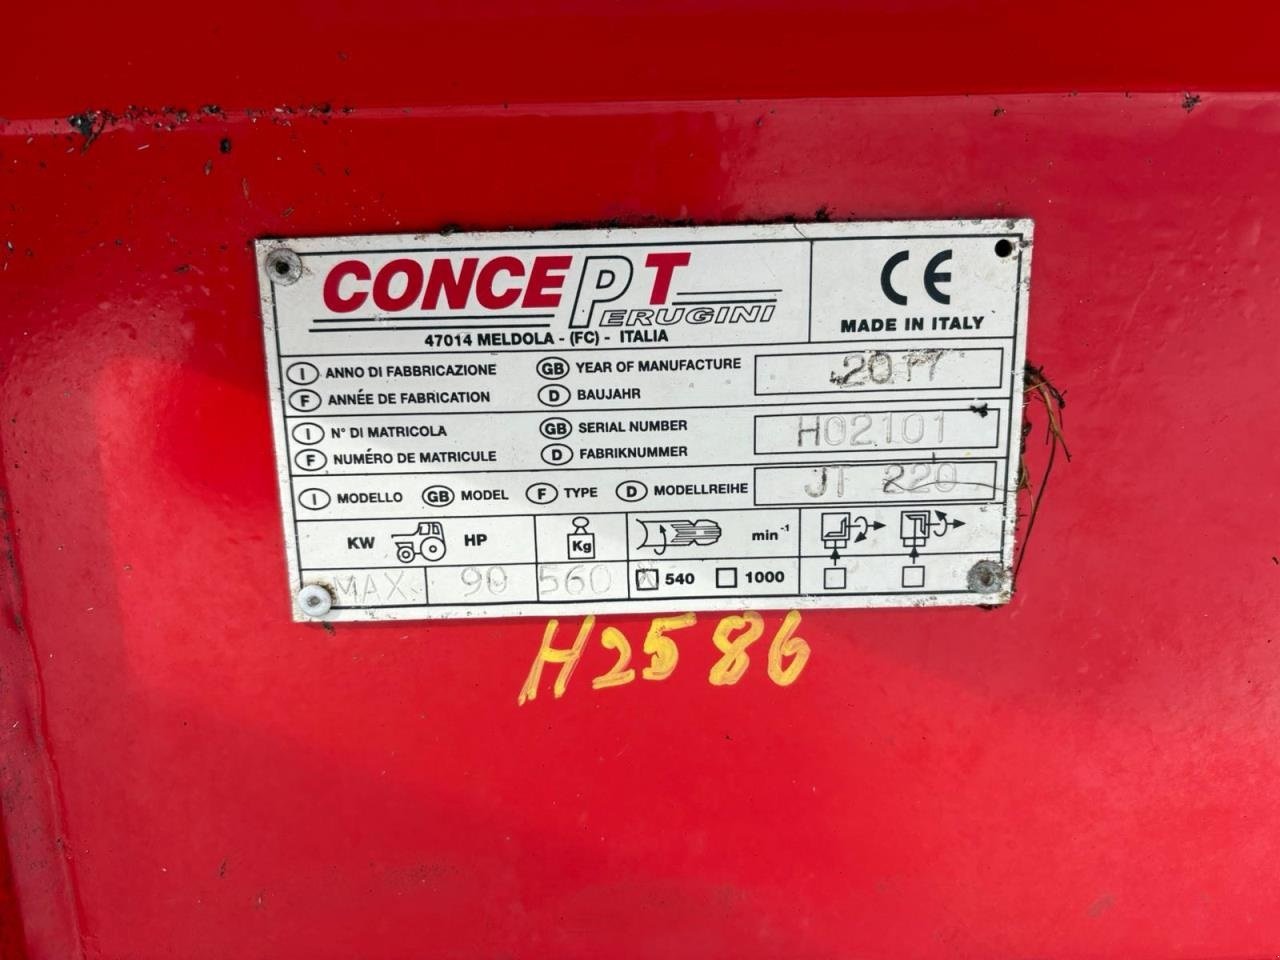 CONCEPT
PERUGINI
47014 MELDOLA - (FC) - ITALIA
CE
MADE IN ITALY
I ANNO DI FABBRICAZIONE GB YEAR OF MANUFACTURE
F ANNÉE DE FABRICATION D BAUJAHR
I N° DI MATRICOLA GB SERIAL NUMBER H02101
F NUMÉRO DE MATRICULE D FABRIKNUMMER
I MODELLO GB MODEL F TYPE D MODELLREIHE JT 220
KW HP Kg min-1
MAX 90 560 X 540 1000
H2586